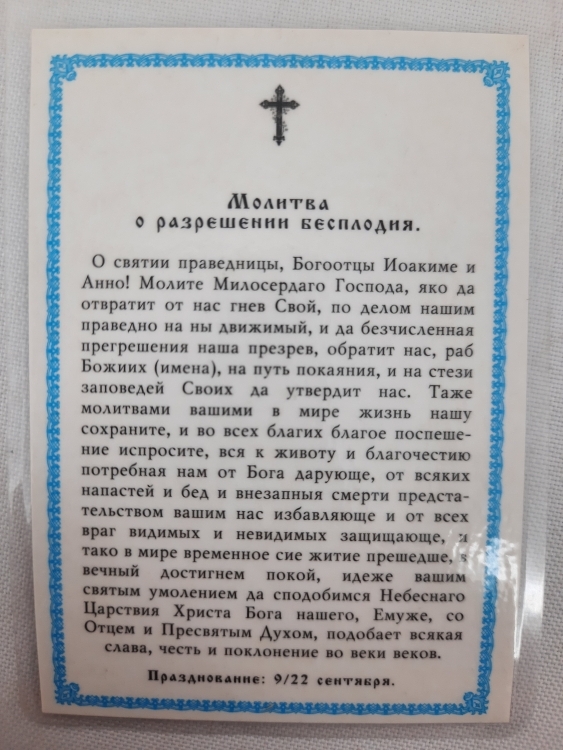 Молитва
о разрешении бесплодия.
О святии праведницы, Богоотцы Иоакиме и
Анно! Молите Милосердаго Господа, яко да
отвратит от нас гнев Свой, по делом нашим
праведно на ны движимый, и да безчисленная
прегрешения наша презрев, обратит нас, раб
Божиих (имена), на путь покаяния, и на стези
заповедей Своих да утвердит нас. Таже
молитвами вашими в мире жизнь нашу
сохраните, и во всех благих благое поспеше-
ние испросите, вся к животу и благочестию
потребная нам от Бога дарующе, от всяких
напастей и бед и внезапныя смерти предста-
тельством вашим нас избавляюще и от всех
враг видимых и невидимых защищающе, и
тако в мире временное сие житие прешедше, в
вечный достигнем покой, идеже вашим
святым умолением да сподобимся Небеснаго
Царствия Христа Бога нашего, Емуже, со
Отцем и Пресвятым Духом, подобает всякая
слава, честь и поклонение во веки веков.
Празднование: 9/22 сентября.